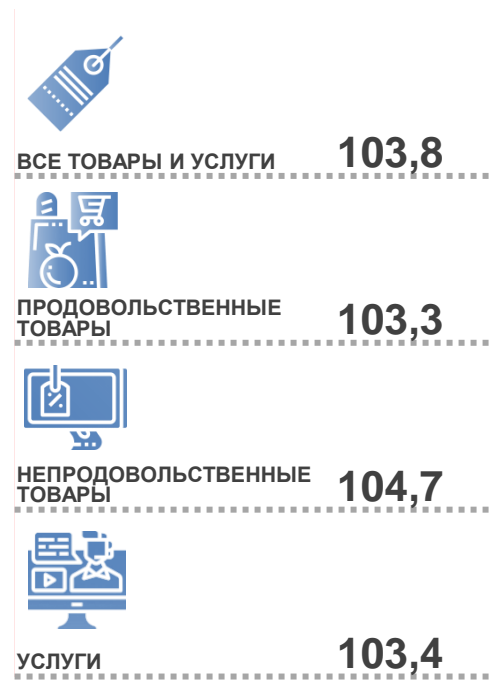 ВСЕ ТОВАРЫ И УСЛУГИ 103,8
ПРОДОВОЛЬСТВЕННЫЕ
ТОВАРЫ 103,3
НЕПРОДОВОЛЬСТВЕННЫЕ
ТОВАРЫ 104,7
УСЛУГИ 103,4